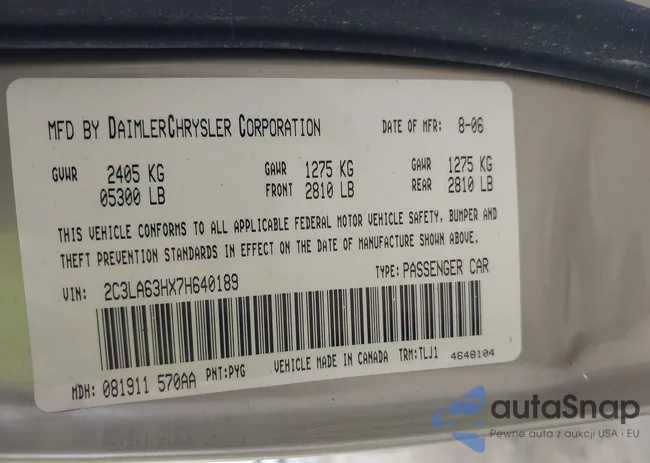 MFD BY DAIMLERCHRYSLER CORPORATION DATE OF MFR: 8-06
GVWR 2405 KG GAWR 1275 KG GAWR 1275 KG
05300 LB FRONT 2810 LB REAR 2810 LB
THIS VEHICLE CONFORMS TO ALL APPLICABLE FEDERAL MOTOR VEHICLE SAFETY, BUMPER AND
THEFT PREVENTION STANDARDS IN EFFECT ON THE DATE OF MANUFACTURE SHOWN ABOVE.
VIN: 2C3LA63HX7H640189 TYPE: PASSENGER CAR
MDH: 081911 570AA PNT: PYG VEHICLE MADE IN CANADA TRM: TLJ1 4648104
autaSnap
Pewne auta z aukcji USA i EU